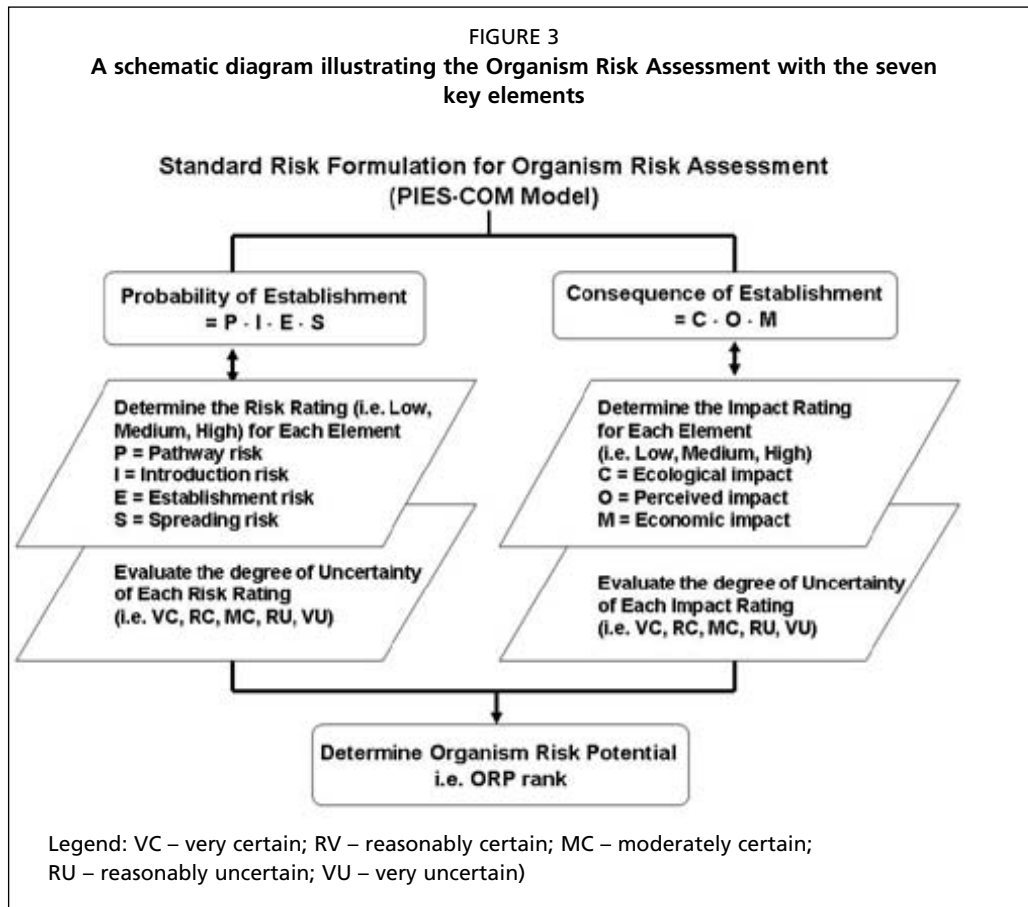 FIGURE 3
A schematic diagram illustrating the Organism Risk Assessment with the seven
key elements
Standard Risk Formulation for Organism Risk Assessment
(PIES-COM Model)
Probability of Establishment
= P · I · E · S
Consequence of Establishment
= C · O · M
Determine the Risk Rating (i.e. Low,
Medium, High) for Each Element
P = Pathway risk
I = Introduction risk
E = Establishment risk
S = Spreading risk
Determine the Impact Rating
for Each Element
(i.e. Low, Medium, High)
C = Ecological impact
O = Perceived impact
M = Economic impact
Evaluate the degree of Uncertainty
of Each Risk Rating
(i.e. VC, RC, MC, RU, VU)
Evaluate the degree of Uncertainty
of Each Impact Rating
(i.e. VC, RC, MC, RU, VU)
Determine Organism Risk Potential
i.e. ORP rank
Legend: VC – very certain; RV – reasonably certain; MC – moderately certain;
RU – reasonably uncertain; VU – very uncertain)